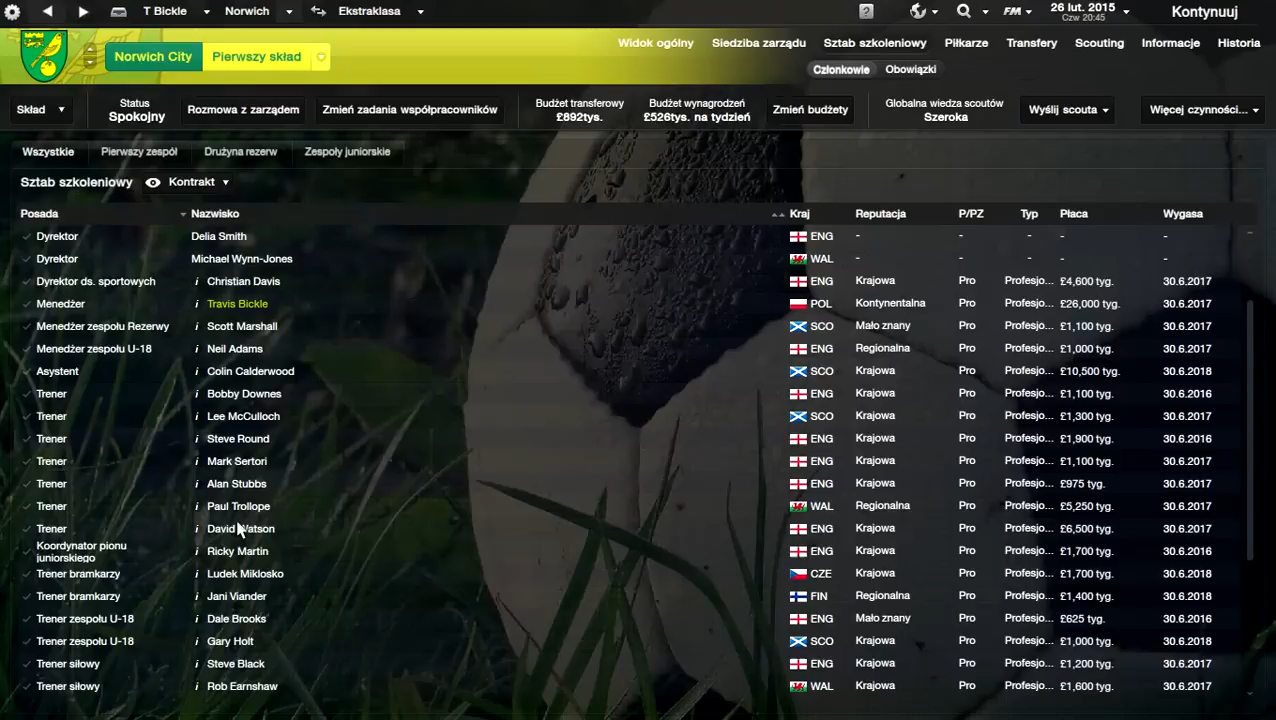 T Bickle Norwich Ekstraklasa ? FM 26 lut. 2015 Kontynuuj
Czw 20:45
Norwich City Pierwszy skład Widok ogólny Siedziba zarządu Sztab szkoleniowy Piłkarze Transfery Scouting Informacje Historia
Członkowie Obowiązki
Skład Status Rozmowa z zarządem Zmień zadania współpracowników Budżet transferowy Budżet wynagrodzeń Zmień budżety Globalna wiedza scoutów Wyślij scouta Więcej czynności...
Spokojny £892tys. £526tys. na tydzień Szeroka
Wszystkie Pierwszy zespół Drużyna rezerw Zespoły juniorskie
Sztab szkoleniowy Kontrakt
Posada Nazwisko Kraj Reputacja P/PZ Typ Płaca Wygasa
Dyrektor Delia Smith ENG - - - - -
Dyrektor Michael Wynn-Jones WAL - - - - -
Dyrektor ds. sportowych i Christian Davis ENG Krajowa Pro Profesjo... £4,600 tyg. 30.6.2017
Menedżer i Travis Bickle POL Kontynentalna Pro Profesjo... £26,000 tyg. 30.6.2017
Menedżer zespołu Rezerwy i Scott Marshall SCO Mało znany Pro Profesjo... £1,100 tyg. 30.6.2017
Menedżer zespołu U-18 i Neil Adams ENG Regionalna Pro Profesjo... £1,000 tyg. 30.6.2017
Asystent i Colin Calderwood SCO Krajowa Pro Profesjo... £10,500 tyg. 30.6.2018
Trener i Bobby Downes ENG Krajowa Pro Profesjo... £1,100 tyg. 30.6.2016
Trener i Lee McCulloch SCO Krajowa Pro Profesjo... £1,300 tyg. 30.6.2017
Trener i Steve Round ENG Krajowa Pro Profesjo... £1,900 tyg. 30.6.2016
Trener i Mark Sertori ENG Krajowa Pro Profesjo... £1,100 tyg. 30.6.2017
Trener i Alan Stubbs ENG Krajowa Pro Profesjo... £975 tyg. 30.6.2017
Trener i Paul Trollope WAL Regionalna Pro Profesjo... £5,250 tyg. 30.6.2017
Trener i David Watson ENG Krajowa Pro Profesjo... £6,500 tyg. 30.6.2017
Koordynator pionu
juniorskiego i Ricky Martin ENG Krajowa Pro Profesjo... £1,700 tyg. 30.6.2016
Trener bramkarzy i Ludek Miklosko CZE Krajowa Pro Profesjo... £1,700 tyg. 30.6.2018
Trener bramkarzy i Jani Viander FIN Regionalna Pro Profesjo... £1,400 tyg. 30.6.2018
Trener zespołu U-18 i Dale Brooks ENG Mało znany Pro Profesjo... £625 tyg. 30.6.2016
Trener zespołu U-18 i Gary Holt SCO Krajowa Pro Profesjo... £1,000 tyg. 30.6.2018
Trener siłowy i Steve Black ENG Krajowa Pro Profesjo... £1,200 tyg. 30.6.2017
Trener siłowy i Rob Earnshaw WAL Krajowa Pro Profesjo... £1,600 tyg. 30.6.2017